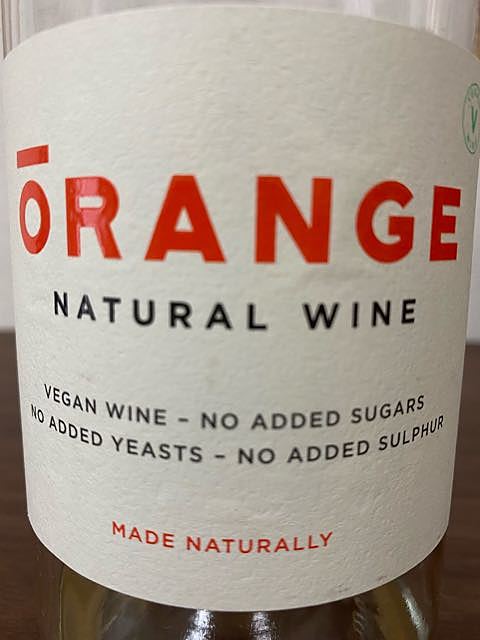 ŌRANGE
NATURAL WINE
VEGAN WINE – NO ADDED SUGARS
NO ADDED YEASTS – NO ADDED SULPHUR
MADE NATURALLY
V